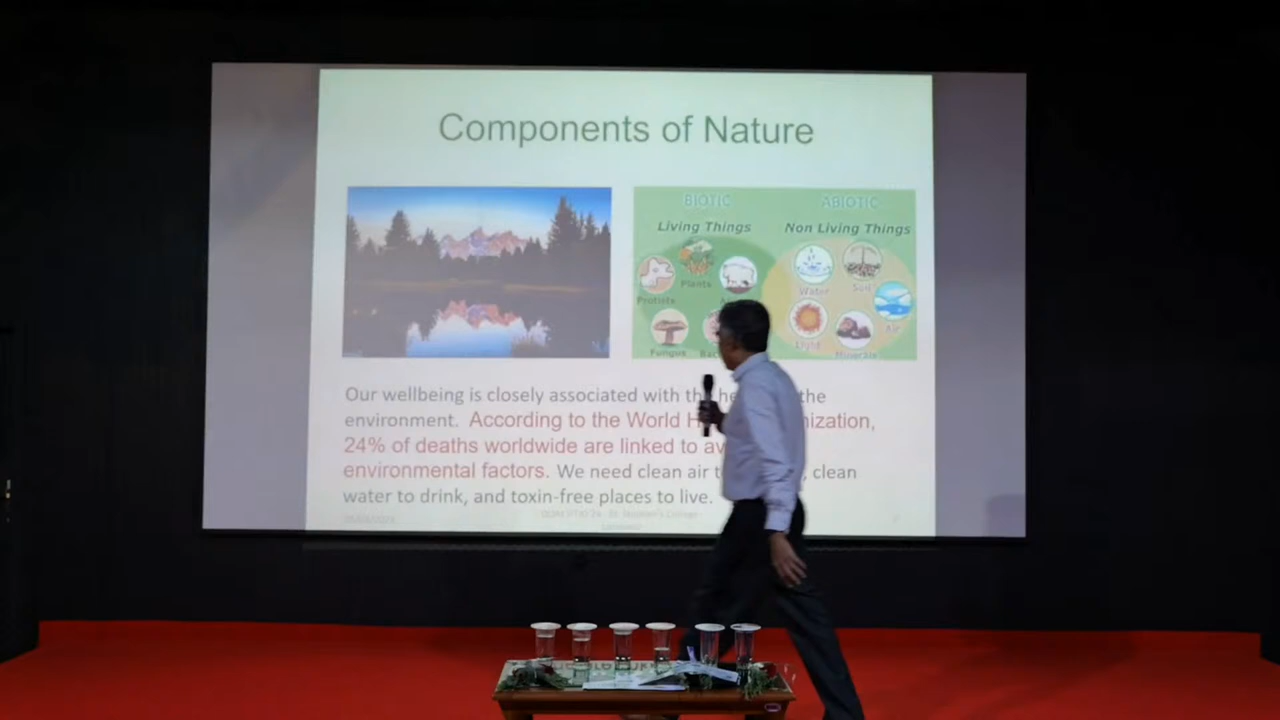 Components of Nature
BIOTIC
ABIOTIC
Living Things
Non Living Things
Plants
Protists
Water
Soil
Air
Fungus
Light
Minerals
Our wellbeing is closely associated with the
environment. According to the World
24% of deaths worldwide are linked to
environmental factors. We need clean air clean
water to drink, and toxin-free places to live.